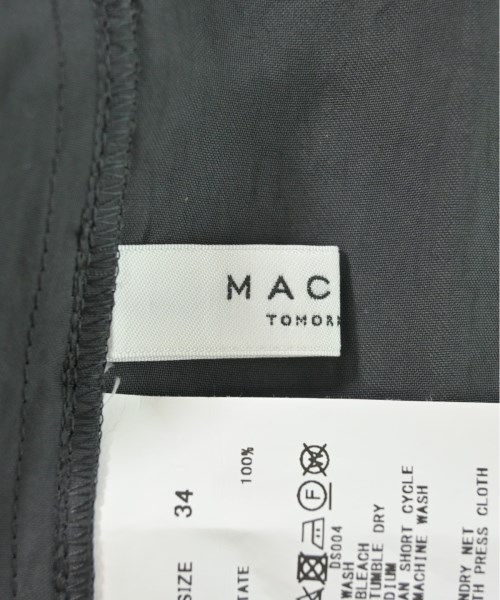 MAC
TOMOR
SIZE
34
TATE
100%
F
DS004
WASH
BLEACH
TUMBLE DRY
DIUM
AN SHORT CYCLE
MACHINE WASH
NDRY NET
TH PRESS CLOTH